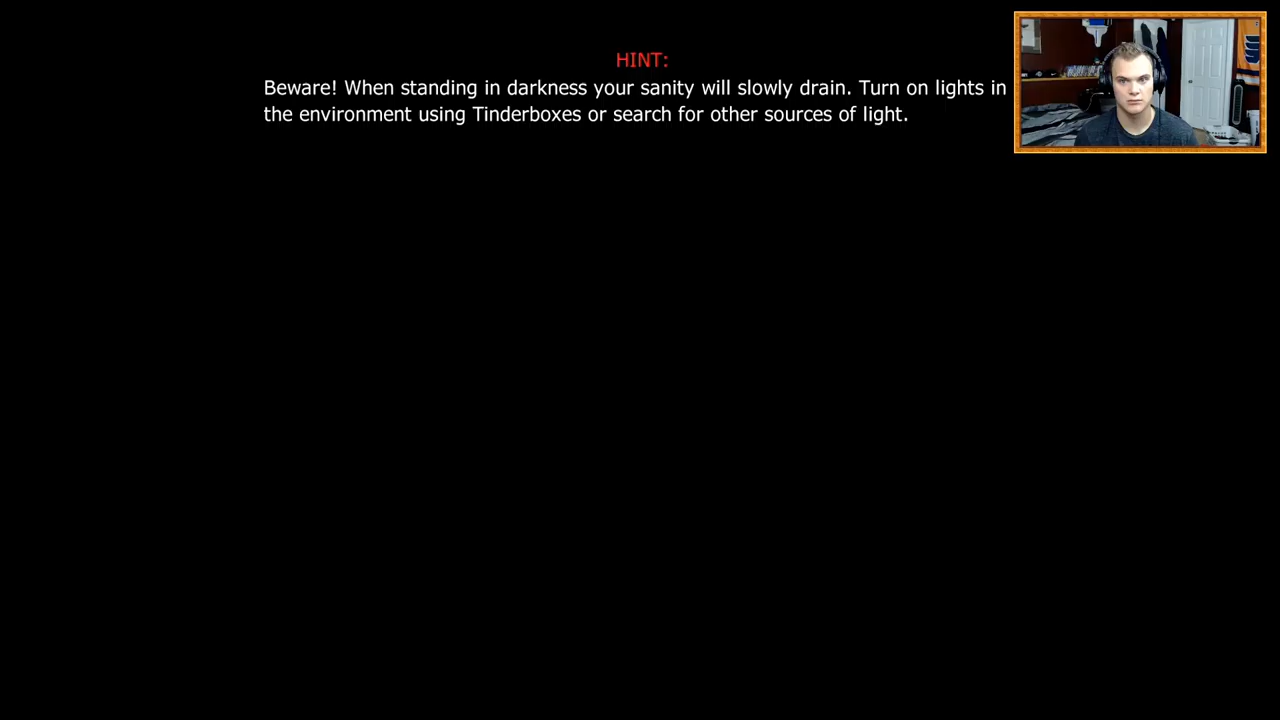 HINT:
Beware! When standing in darkness your sanity will slowly drain. Turn on lights in
the environment using Tinderboxes or search for other sources of light.